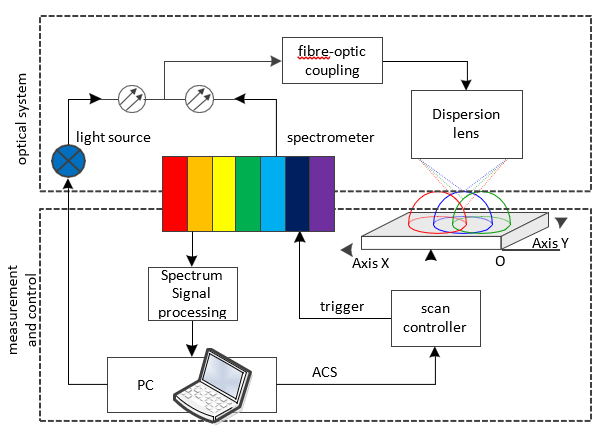 optical system
fibre-optic
coupling
Dispersion
lens
light source
spectrometer
measurement
and control
Axis X
O
Axis Y
Spectrum
Signal
processing
trigger
scan
controller
PC
ACS